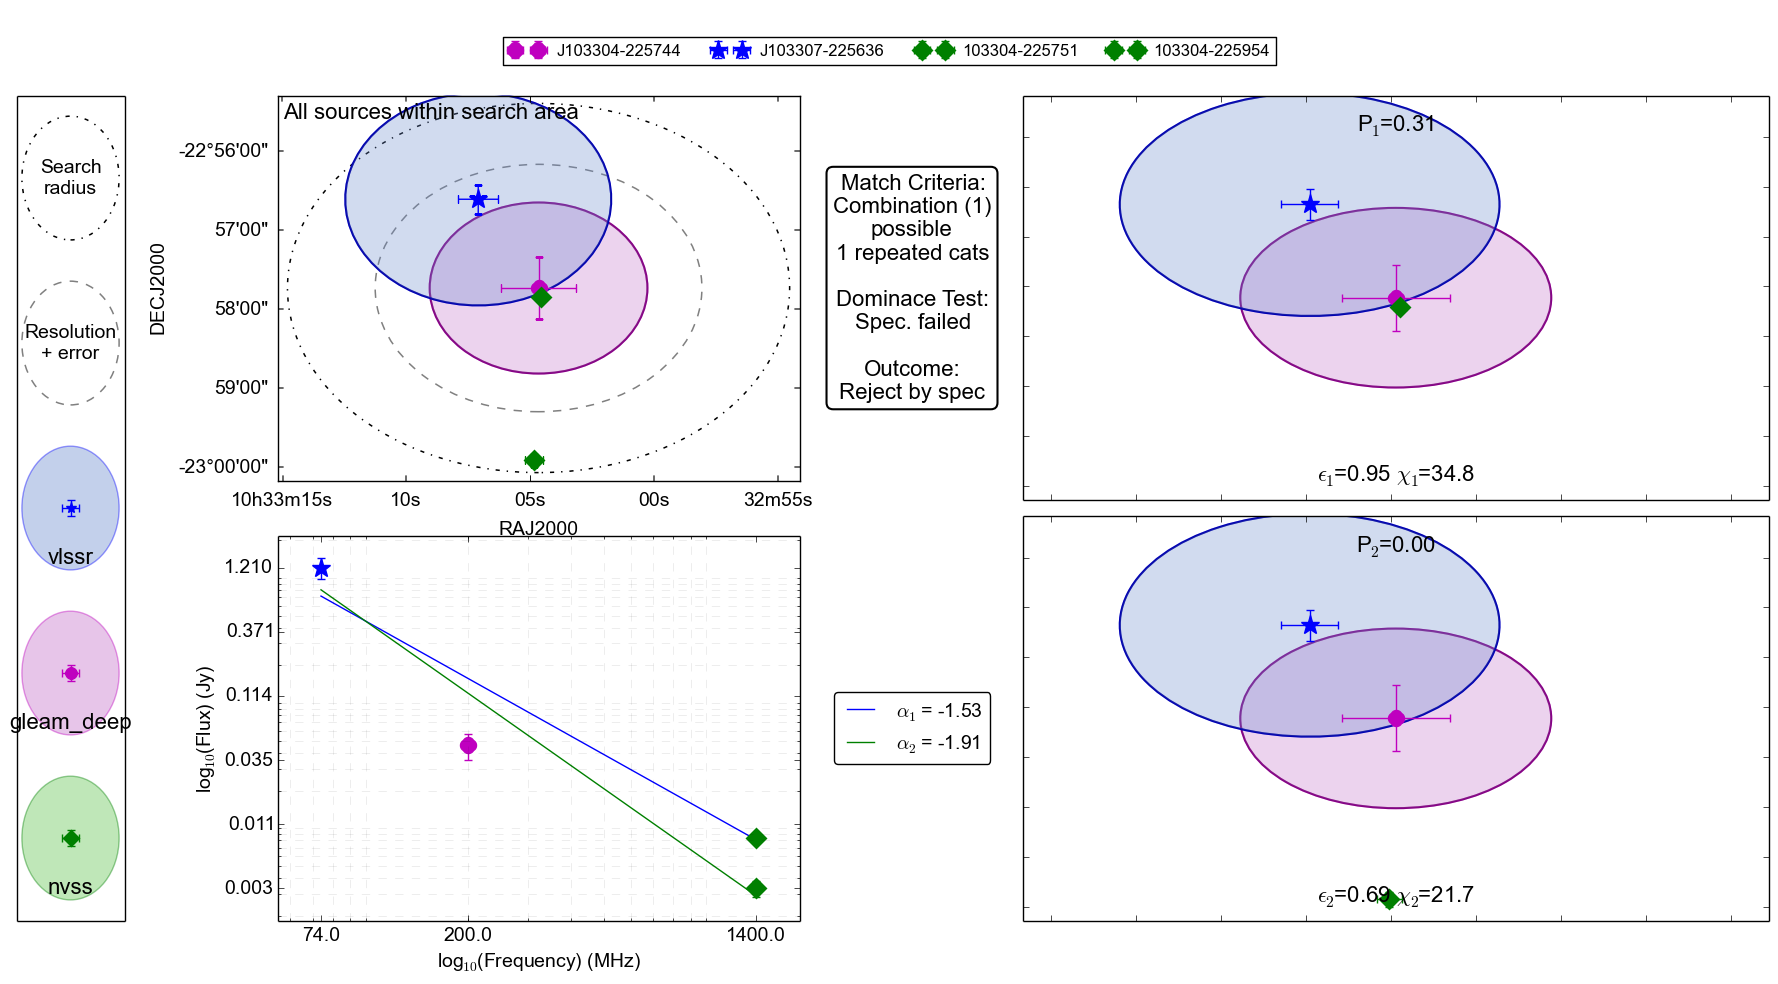 J103304-225744 J103307-225636 103304-225751 103304-225954
Search
radius
Resolution
+ error
vlssr
gleam_deep
nvss
All sources within search area
DECJ2000
-22°56'00"
57'00"
58'00"
59'00"
-23°00'00"
10h33m15s 10s 05s 00s 32m55s
RAJ2000
Match Criteria:
Combination (1)
possible
1 repeated cats
Dominace Test:
Spec. failed
Outcome:
Reject by spec
P1=0.31
ϵ1=0.95 χ1=34.8
log10(Flux) (Jy)
1.210
0.371
0.114
0.035
0.011
0.003
74.0 200.0 1400.0
log10(Frequency) (MHz)
α1 = -1.53
α2 = -1.91
P2=0.00
ϵ2=0.69 χ2=21.7